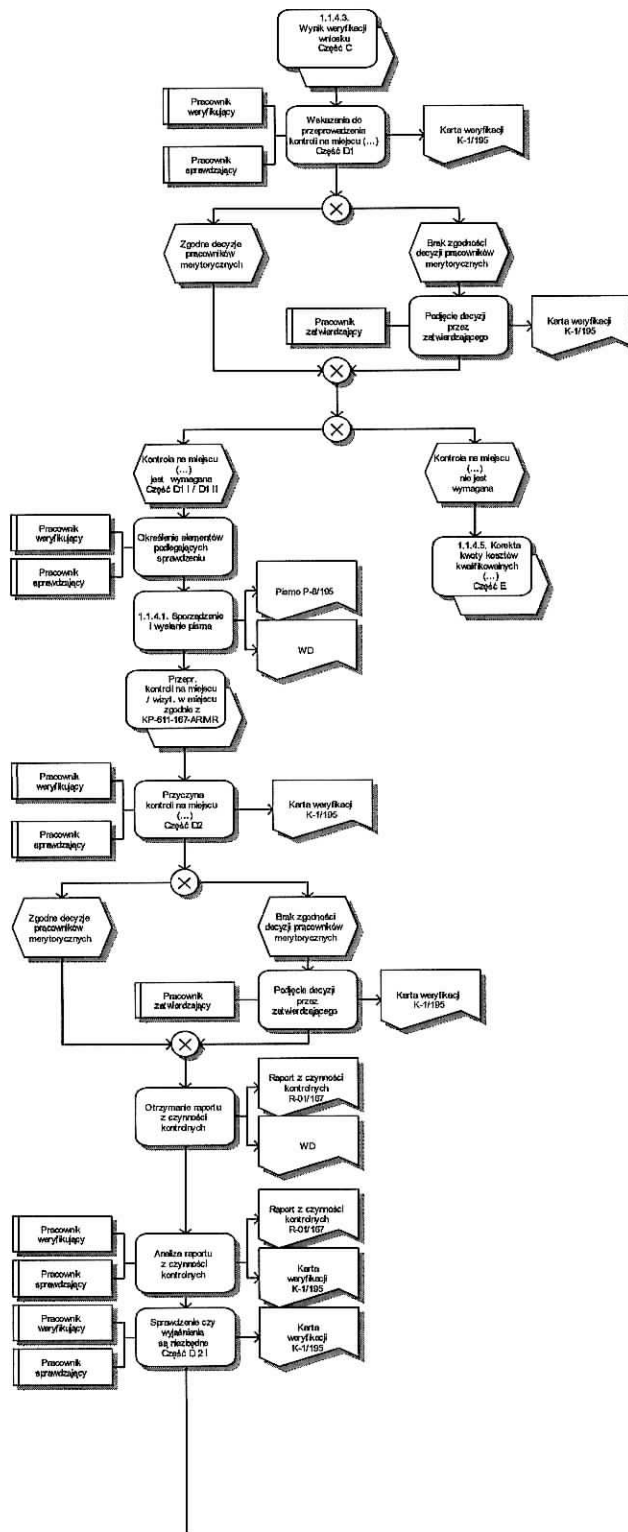 1.1.4.3.
Wynik weryfikacji
wniosku
Część C
Pracownik
weryfikujący
Pracownik
sprawdzający
Wskazania do
przeprowadzenia
kontroli na miejscu (...)
Część D1
Karta weryfikacji
K-1/195
Zgodne decyzje
pracowników
merytorycznych
Brak zgodności
decyzji pracowników
merytorycznych
Pracownik
zatwierdzający
Podjęcie decyzji
przez
zatwierdzającego
Karta weryfikacji
K-1/195
Kontrola na miejscu
(...)
jest wymagana
Część D1 I / D1 II
Kontrola na miejscu
(...)
nie jest
wymagana
Pracownik
weryfikujący
Pracownik
sprawdzający
Określenie elementów
podlegających
sprawdzeniu
1.1.4.5. Korekta
kwoty kosztów
kwalifikowalnych
(...)
Część E
1.1.4.1. Sporządzenie
i wysłanie pisma
Pismo P-8/195
WD
Przepr.
kontroli na miejscu
/ wizyt. w miejscu
zgodnie z
KP-611-167-ARiMR
Pracownik
weryfikujący
Pracownik
sprawdzający
Przyczyna
kontroli na miejscu
(...)
Część D2
Karta weryfikacji
K-1/195
Zgodne decyzje
pracowników
merytorycznych
Brak zgodności
decyzji pracowników
merytorycznych
Pracownik
zatwierdzający
Podjęcie decyzji
przez
zatwierdzającego
Karta weryfikacji
K-1/195
Otrzymanie raportu
z czynności
kontrolnych
Raport z czynności
kontrolnych
R-01/167
WD
Pracownik
weryfikujący
Pracownik
sprawdzający
Analiza raportu
z czynności
kontrolnych
Raport z czynności
kontrolnych
R-01/167
Karta
weryfikacji
K-1/195
Pracownik
weryfikujący
Pracownik
sprawdzający
Sprawdzenie czy
wyjaśnienia
są niezbędne
Część D 2 I
Karta
weryfikacji
K-1/195